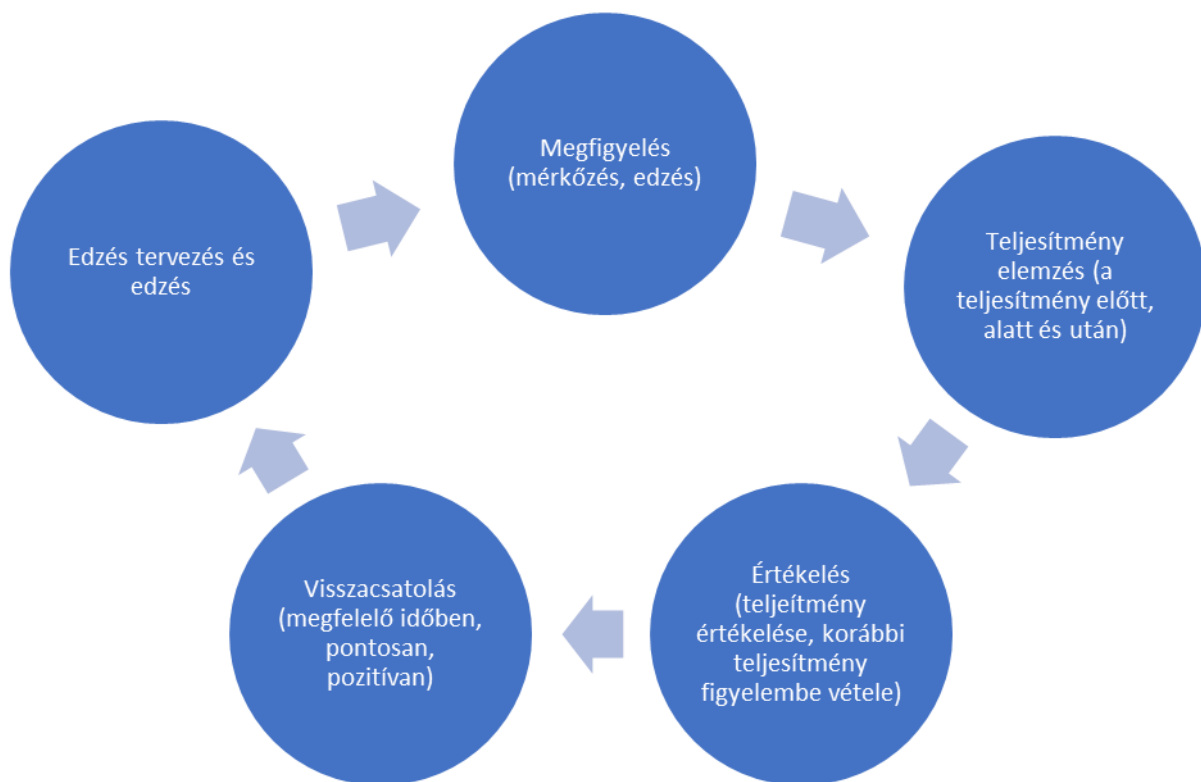 Megfigyelés
(mérkőzés, edzés)
Teljesítmény
elemzés (a
teljesítmény előtt,
alatt és után)
Értékelés
(teljeítmény
értékelése, korábbi
teljesítmény
figyelembe vétele)
Visszacsatolás
(megfelelő időben,
pontosan,
pozitívan)
Edzés tervezés és
edzés